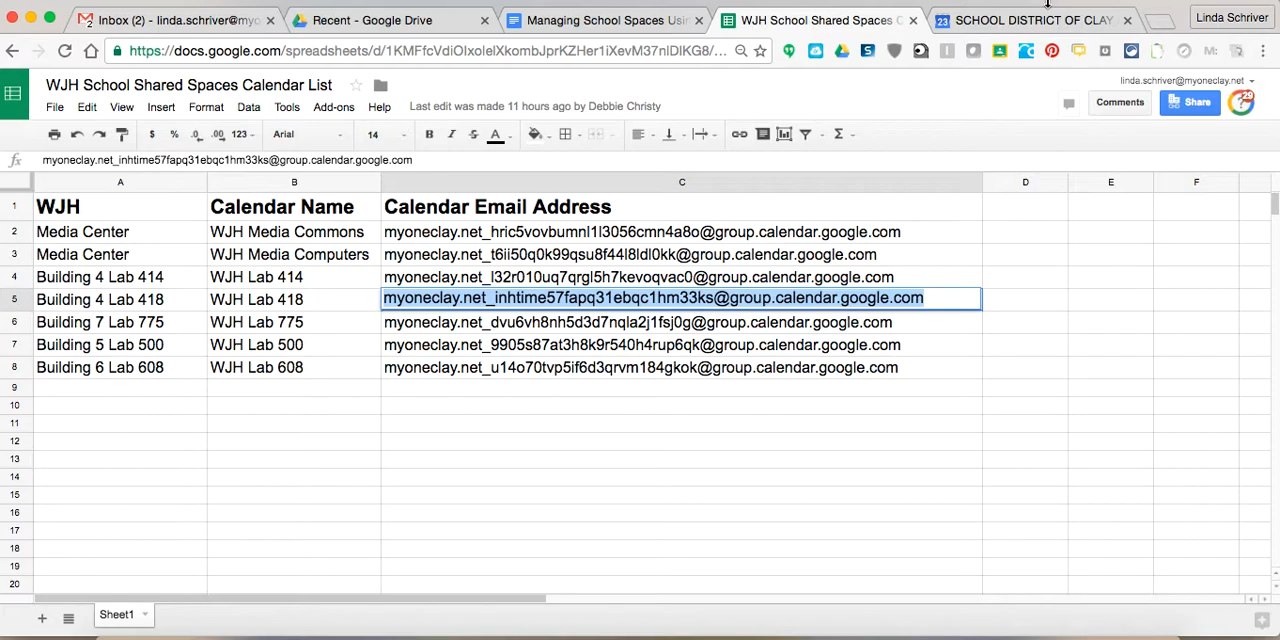 Inbox (2) - linda.schriver@myo
Recent - Google Drive
Managing School Spaces Usin
WJH School Shared Spaces C
23 SCHOOL DISTRICT OF CLAY
Linda Schriver
https://docs.google.com/spreadsheets/d/
WJH School Shared Spaces Calendar List
linda.schriver@myoneclay.net
File Edit View Insert Format Data Tools Add-ons Help Last edit was made 11 hours ago by Debbie Christy
Comments Share
29
$ % .0 .00 123 Arial 14 B I S A Σ
fx myoneclay.net_inhtime57fapq31ebqc1hm33ks@group.calendar.google.com
A B C D E F
1 WJH Calendar Name Calendar Email Address
2 Media Center WJH Media Commons myoneclay.net_hric5vovbumnl1l3056cmn4a8o@group.calendar.google.com
3 Media Center WJH Media Computers myoneclay.net_t6ii50q0k99qsu8f44l8ldl0kk@group.calendar.google.com
4 Building 4 Lab 414 WJH Lab 414 myoneclay.net_l32r010uq7qrgl5h7kevoqvac0@group.calendar.google.com
5 Building 4 Lab 418 WJH Lab 418 myoneclay.net_inhtime57fapq31ebqc1hm33ks@group.calendar.google.com
6 Building 7 Lab 775 WJH Lab 775 myoneclay.net_dvu6vh8nh5d3d7nqla2j1fsj0g@group.calendar.google.com
7 Building 5 Lab 500 WJH Lab 500 myoneclay.net_9905s87at3h8k9r540h4rup6qk@group.calendar.google.com
8 Building 6 Lab 608 WJH Lab 608 myoneclay.net_u14o70tvp5if6d3qrvm184gkok@group.calendar.google.com
9
10
11
12
13
14
15
16
17
18
19
20
Sheet1